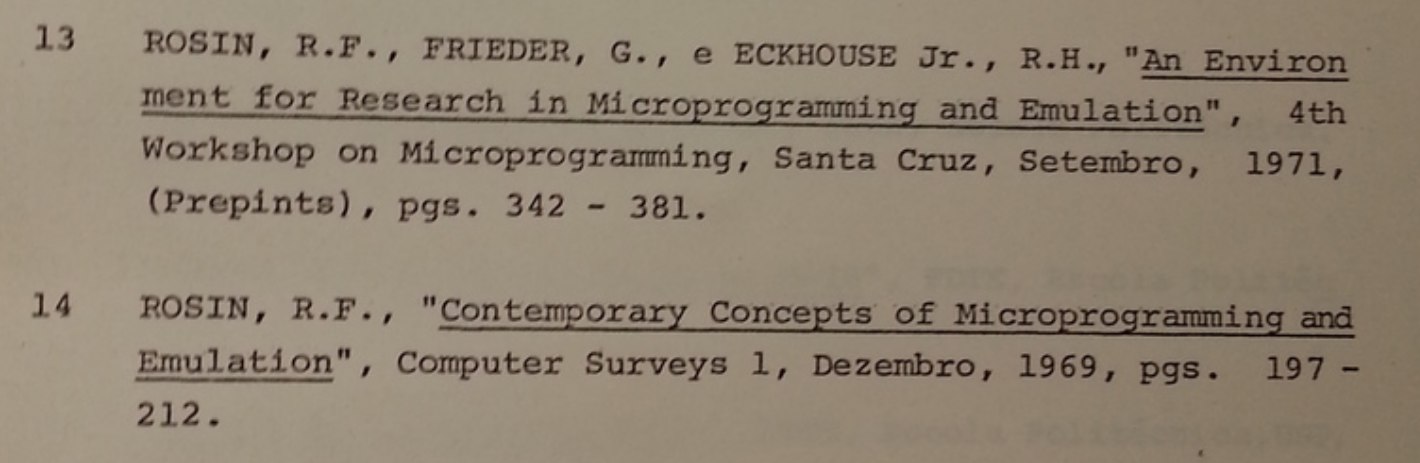 13 ROSIN, R.F., FRIEDER, G., e ECKHOUSE Jr., R.H., "An Environ
ment for Research in Microprogramming and Emulation", 4th
Workshop on Microprogramming, Santa Cruz, Setembro, 1971,
(Prepints), pgs. 342 - 381.
14 ROSIN, R.F., "Contemporary Concepts of Microprogramming and
Emulation", Computer Surveys 1, Dezembro, 1969, pgs. 197 -
212.